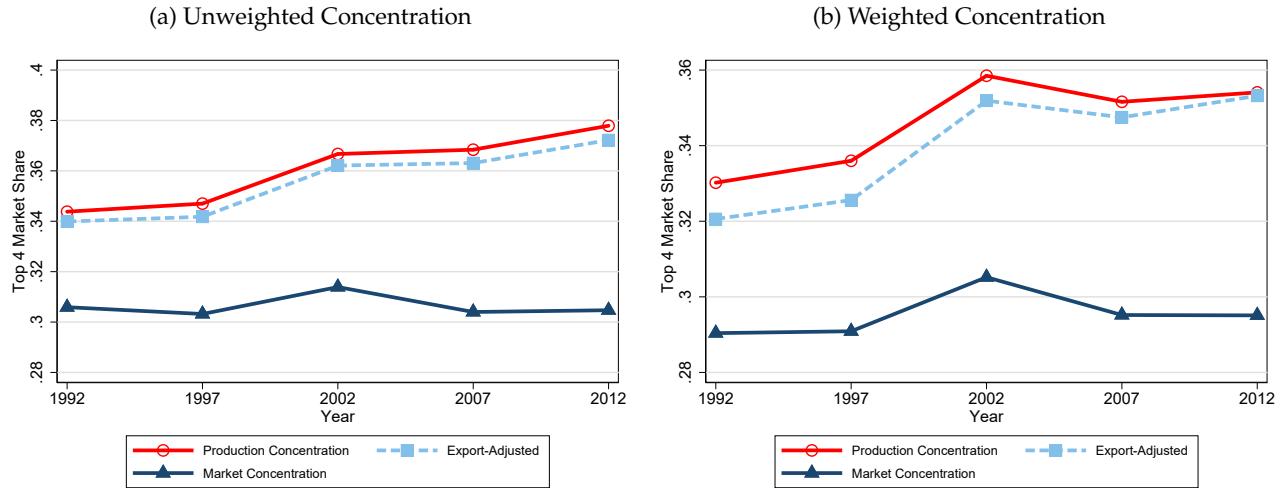 (a) Unweighted Concentration
.4
.38
.36
.34
.32
.3
.28
Top 4 Market Share
1992 1997 2002 2007 2012
Year
Production Concentration Export-Adjusted
Market Concentration
(b) Weighted Concentration
.36
.34
.32
.3
.28
Top 4 Market Share
1992 1997 2002 2007 2012
Year
Production Concentration Export-Adjusted
Market Concentration